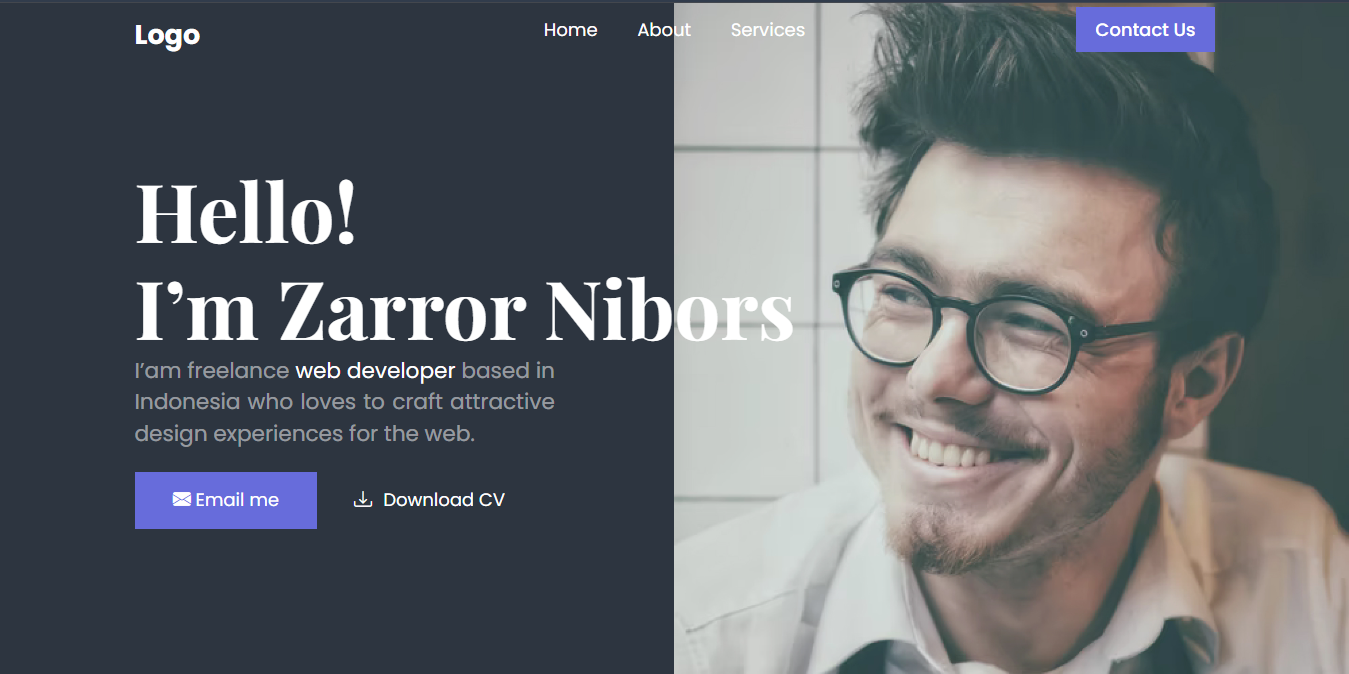 Logo
Home About Services Contact Us
Hello!
I’m Zarror Nibors
I’am freelance web developer based in
Indonesia who loves to craft attractive
design experiences for the web.
Email me Download CV